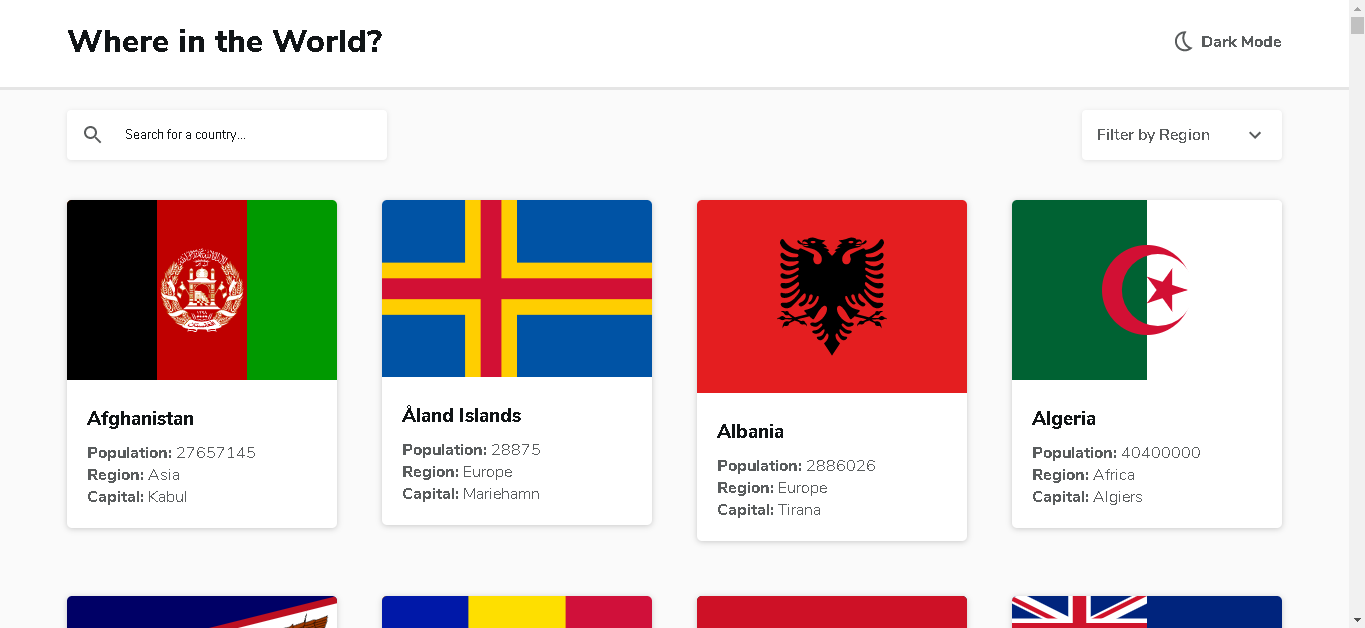 Where in the World?
Dark Mode
Search for a country...
Filter by Region
Afghanistan
Population: 27657145
Region: Asia
Capital: Kabul
Åland Islands
Population: 28875
Region: Europe
Capital: Mariehamn
Albania
Population: 2886026
Region: Europe
Capital: Tirana
Algeria
Population: 40400000
Region: Africa
Capital: Algiers